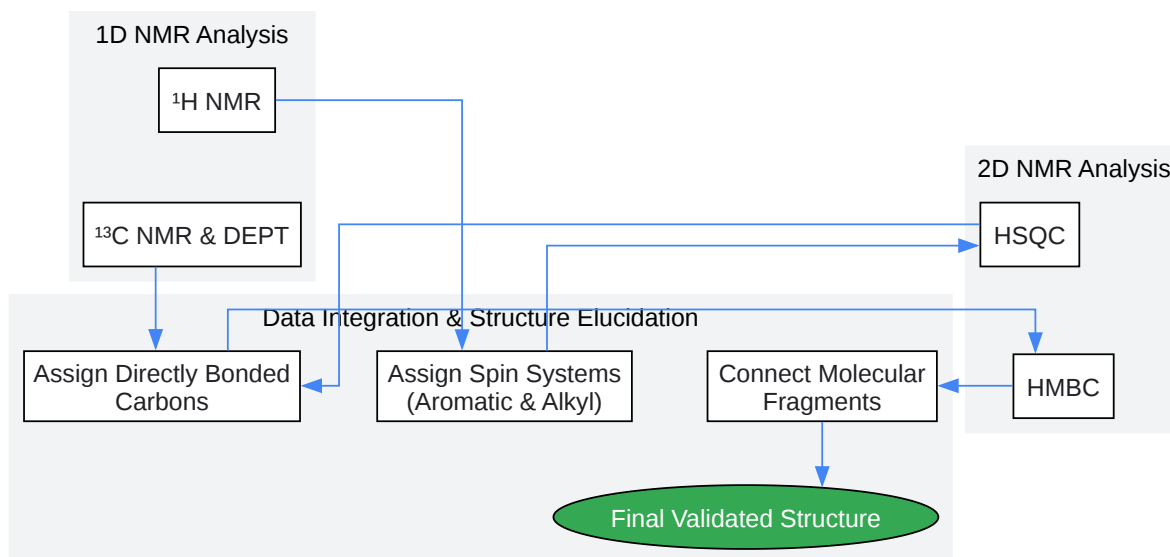 1D NMR Analysis
¹H NMR
¹³C NMR & DEPT
2D NMR Analysis
HSQC
HMBC
Data Integration & Structure Elucidation
Assign Directly Bonded
Carbons
Assign Spin Systems
(Aromatic & Alkyl)
Connect Molecular
Fragments
Final Validated Structure